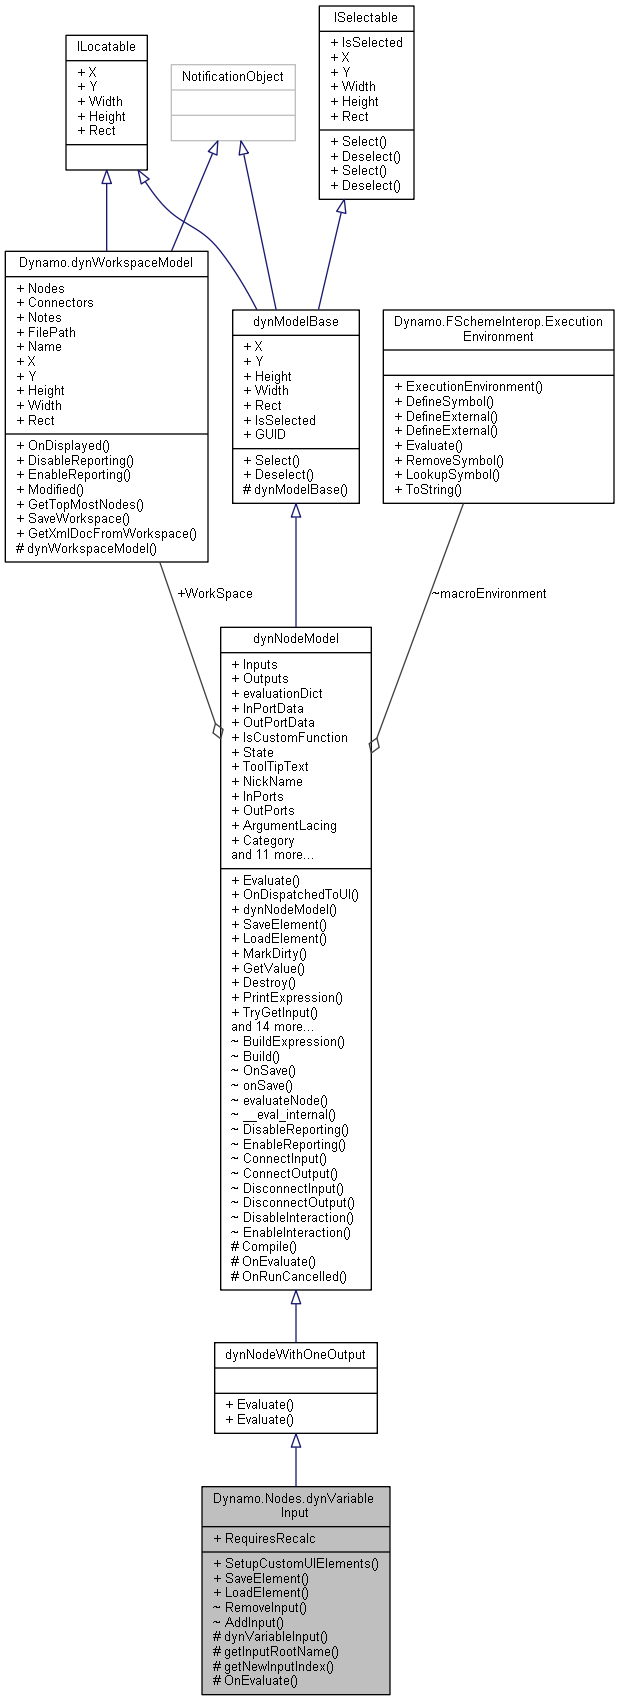 ISelectable
+ IsSelected
+ X
+ Y
+ Width
+ Height
+ Rect
+ Select()
+ Deselect()
+ Select()
+ Deselect()
ILocatable
+ X
+ Y
+ Width
+ Height
+ Rect
NotificationObject
Dynamo.dynWorkspaceModel
+ Nodes
+ Connectors
+ Notes
+ FilePath
+ Name
+ X
+ Y
+ Height
+ Width
+ Rect
+ OnDisplayed()
+ DisableReporting()
+ EnableReporting()
+ Modified()
+ GetTopMostNodes()
+ SaveWorkspace()
+ GetXmlDocFromWorkspace()
# dynWorkspaceModel()
dynModelBase
+ X
+ Y
+ Height
+ Width
+ Rect
+ IsSelected
+ GUID
+ Select()
+ Deselect()
# dynModelBase()
Dynamo.FSchemeInterop.Execution
Environment
+ ExecutionEnvironment()
+ DefineSymbol()
+ DefineExternal()
+ DefineExternal()
+ Evaluate()
+ RemoveSymbol()
+ LookupSymbol()
+ ToString()
+WorkSpace
~macroEnvironment
dynNodeModel
+ Inputs
+ Outputs
+ evaluationDict
+ InPortData
+ OutPortData
+ IsCustomFunction
+ State
+ ToolTipText
+ NickName
+ InPorts
+ OutPorts
+ ArgumentLacing
+ Category
and 11 more...
+ Evaluate()
+ OnDispatchedToUI()
+ dynNodeModel()
+ SaveElement()
+ LoadElement()
+ MarkDirty()
+ GetValue()
+ Destroy()
+ PrintExpression()
+ TryGetInput()
and 14 more...
~ BuildExpression()
~ Build()
~ OnSave()
~ onSave()
~ evaluateNode()
~ __eval_internal()
~ DisableReporting()
~ EnableReporting()
~ ConnectInput()
~ ConnectOutput()
~ DisconnectInput()
~ DisconnectOutput()
~ DisableInteraction()
~ EnableInteraction()
# Compile()
# OnEvaluate()
# OnRunCancelled()
dynNodeWithOneOutput
+ Evaluate()
+ Evaluate()
Dynamo.Nodes.dynVariable
Input
+ RequiresRecalc
+ SetupCustomUIElements()
+ SaveElement()
+ LoadElement()
~ RemoveInput()
~ AddInput()
# dynVariableInput()
# getInputRootName()
# getNewInputIndex()
# OnEvaluate()